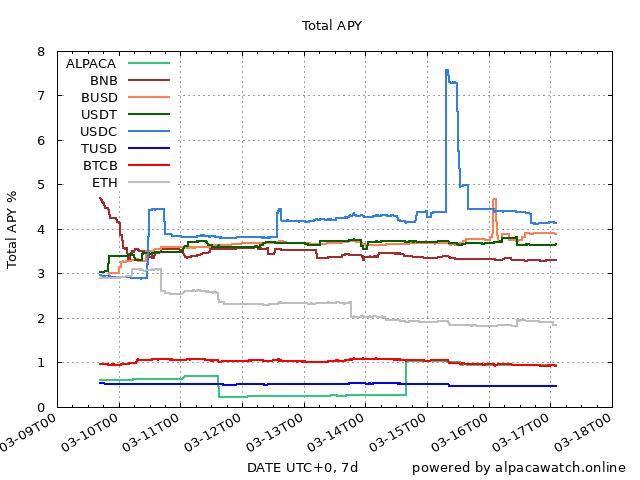 Total APY
8
7
6
5
4
3
2
1
0
Total APY %
ALPACA
BNB
BUSD
USDT
USDC
TUSD
BTCB
ETH
03-09T00
03-10T00
03-11T00
03-12T00
03-13T00
03-14T00
03-15T00
03-16T00
03-17T00
03-18T00
DATE UTC+0, 7d
powered by alpacawatch.online